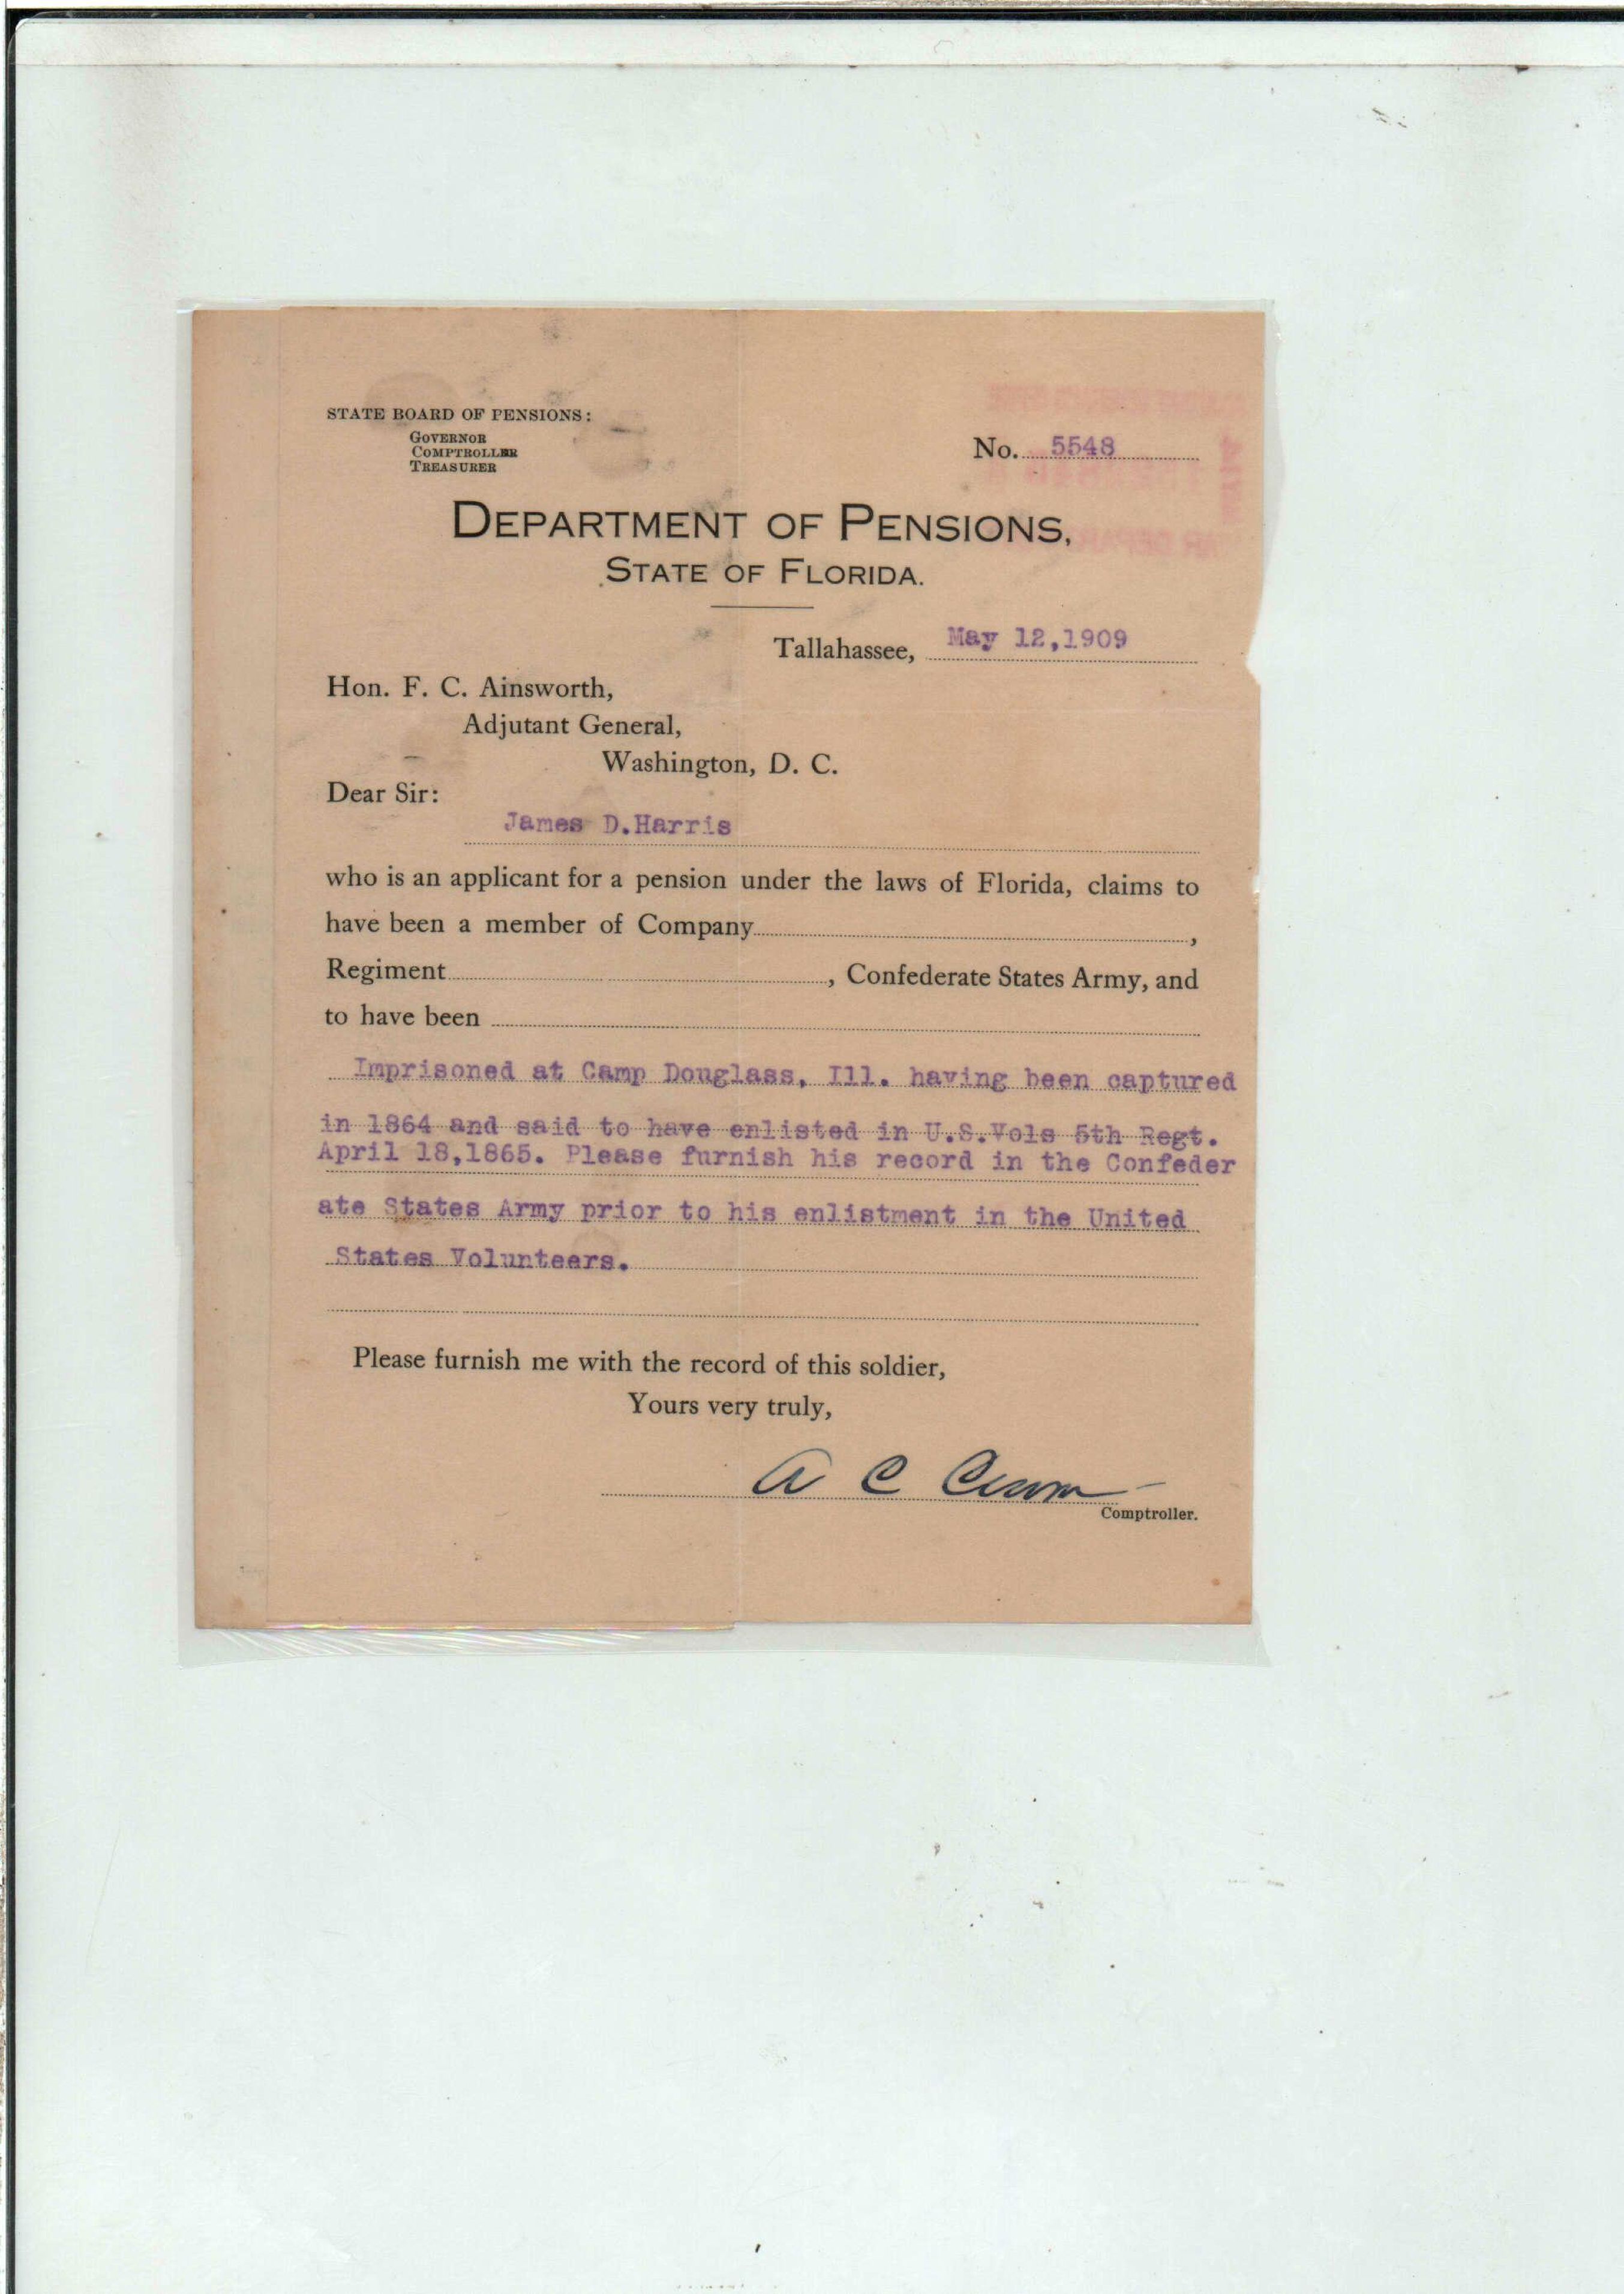 STATE BOARD OF PENSIONS:
GOVERNOR
COMPTROLLER
TREASURER
No. 5548
DEPARTMENT OF PENSIONS,
STATE OF FLORIDA.
Tallahassee, May 12,1909
Hon. F. C. Ainsworth,
Adjutant General,
Washington, D. C.
Dear Sir:
James D.Harris
who is an applicant for a pension under the laws of Florida, claims to
have been a member of Company,
Regiment, Confederate States Army, and
to have been
Imprisoned at Camp Douglass, Ill. having been captured
in 1864 and said to have enlisted in U.S.Vols 5th Regt.
April 18,1865. Please furnish his record in the Confeder
ate States Army prior to his enlistment in the United
States Volunteers.
Please furnish me with the record of this soldier,
Yours very truly,
A C
Comptroller.